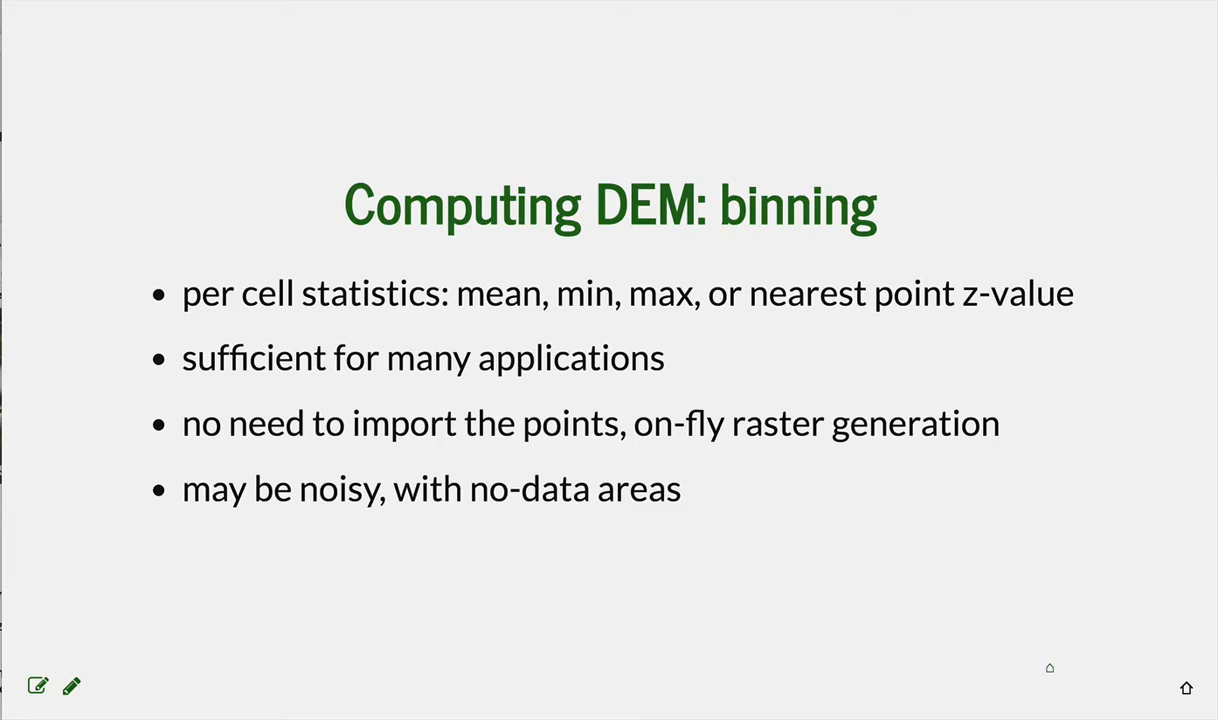 Computing DEM: binning
per cell statistics: mean, min, max, or nearest point z-value
sufficient for many applications
no need to import the points, on-fly raster generation
may be noisy, with no-data areas